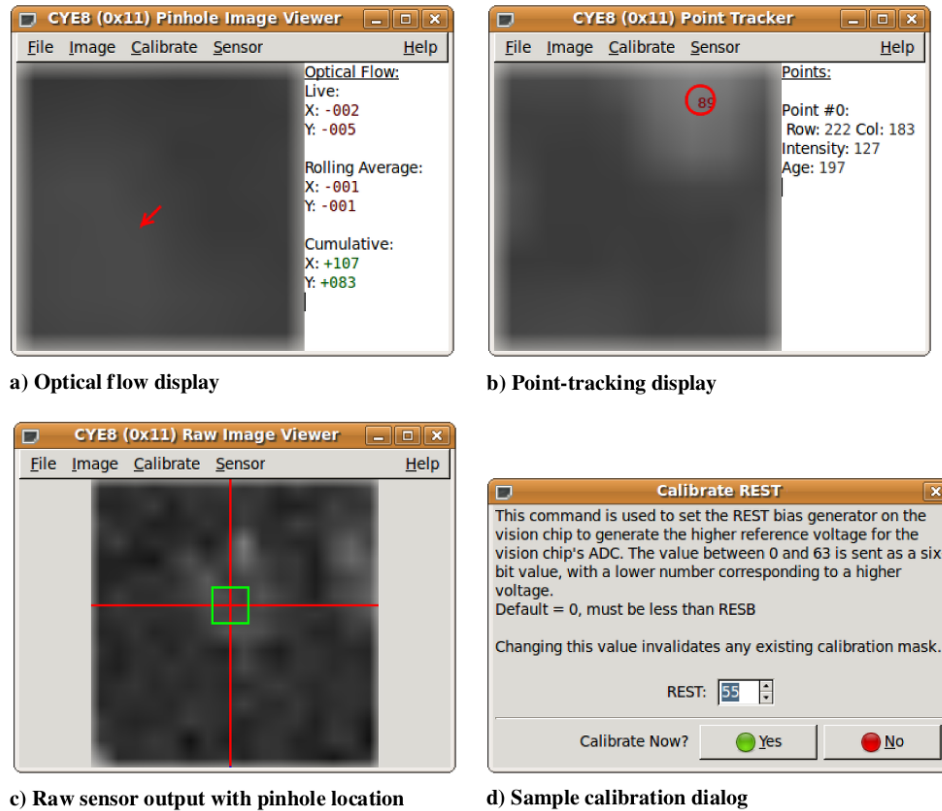 CYE8 (0x11) Pinhole Image Viewer
File Image Calibrate Sensor Help
Optical Flow:
Live:
X: -002
Y: -005
Rolling Average:
X: -001
Y: -001
Cumulative:
X: +107
Y: +083
a) Optical flow display
CYE8 (0x11) Point Tracker
File Image Calibrate Sensor Help
89
Points:
Point #0:
Row: 222 Col: 183
Intensity: 127
Age: 197
b) Point-tracking display
CYE8 (0x11) Raw Image Viewer
File Image Calibrate Sensor Help
c) Raw sensor output with pinhole location
Calibrate REST
This command is used to set the REST bias generator on the
vision chip to generate the higher reference voltage for the
vision chip's ADC. The value between 0 and 63 is sent as a six
bit value, with a lower number corresponding to a higher
voltage.
Default = 0, must be less than RESB
Changing this value invalidates any existing calibration mask.
REST: 55
Calibrate Now? Yes No
d) Sample calibration dialog